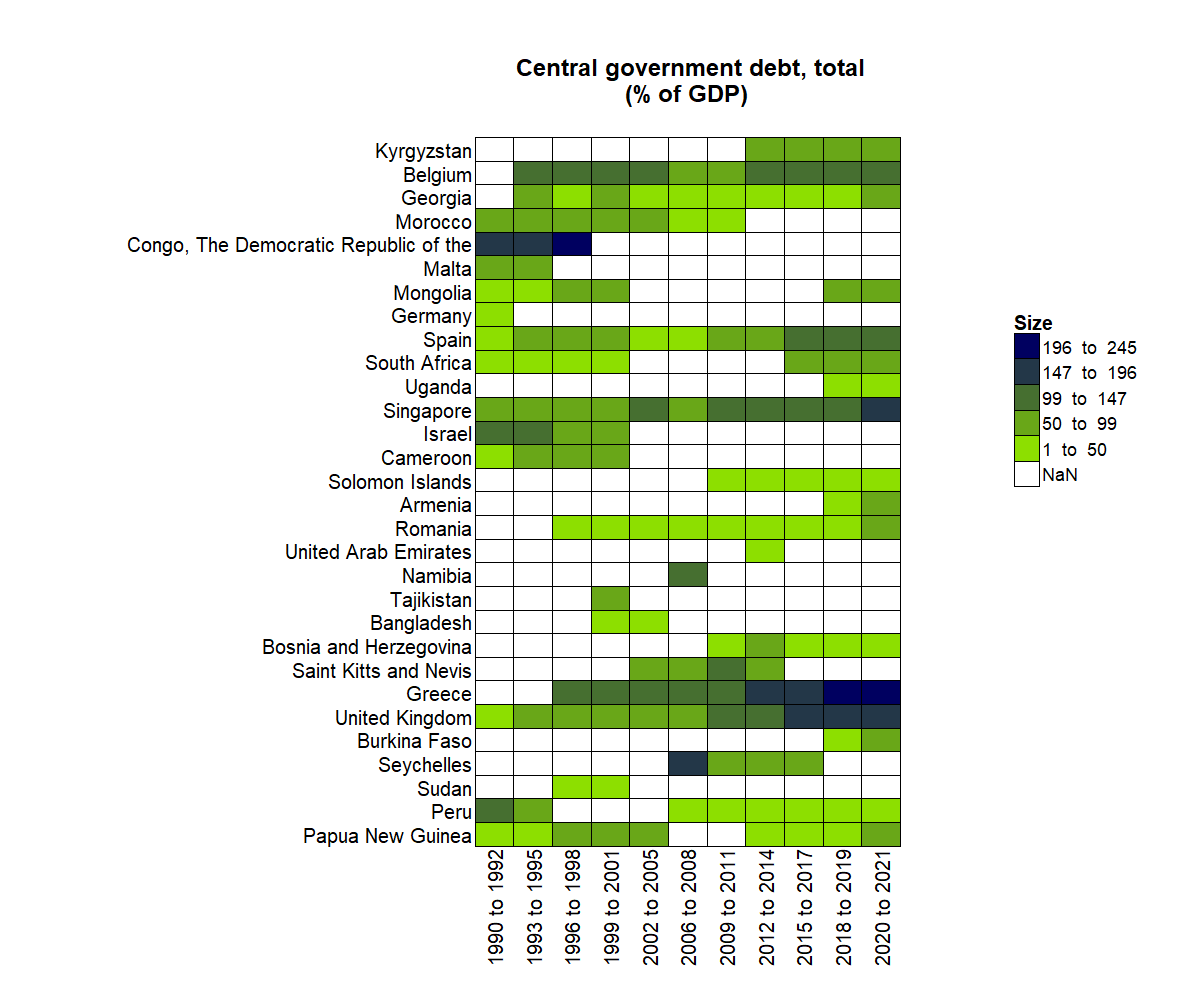 Central government debt, total
(% of GDP)
Kyrgyzstan
Belgium
Georgia
Morocco
Congo, The Democratic Republic of the
Malta
Mongolia
Germany
Spain
South Africa
Uganda
Singapore
Israel
Cameroon
Solomon Islands
Armenia
Romania
United Arab Emirates
Namibia
Tajikistan
Bangladesh
Bosnia and Herzegovina
Saint Kitts and Nevis
Greece
United Kingdom
Burkina Faso
Seychelles
Sudan
Peru
Papua New Guinea
1990 to 1992
1993 to 1995
1996 to 1998
1999 to 2001
2002 to 2005
2006 to 2008
2009 to 2011
2012 to 2014
2015 to 2017
2018 to 2019
2020 to 2021
Size
196 to 245
147 to 196
99 to 147
50 to 99
1 to 50
NaN